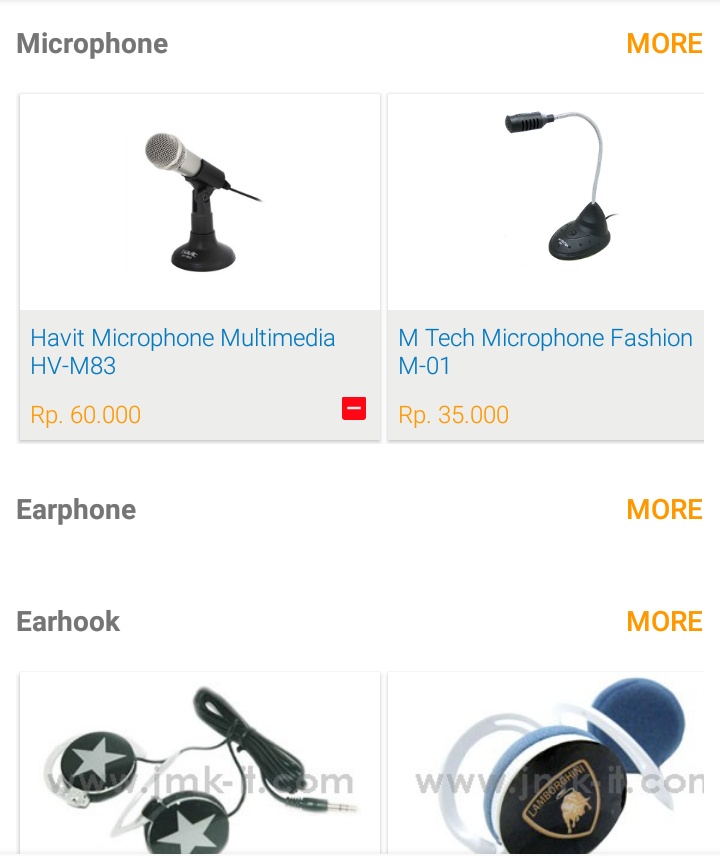 Microphone MORE
Havit Microphone Multimedia
HV-M83
Rp. 60.000
M Tech Microphone Fashion
M-01
Rp. 35.000
Earphone MORE
Earhook MORE
www.jmk-it.com
www.jmk-it.com
LAMBORGHINI